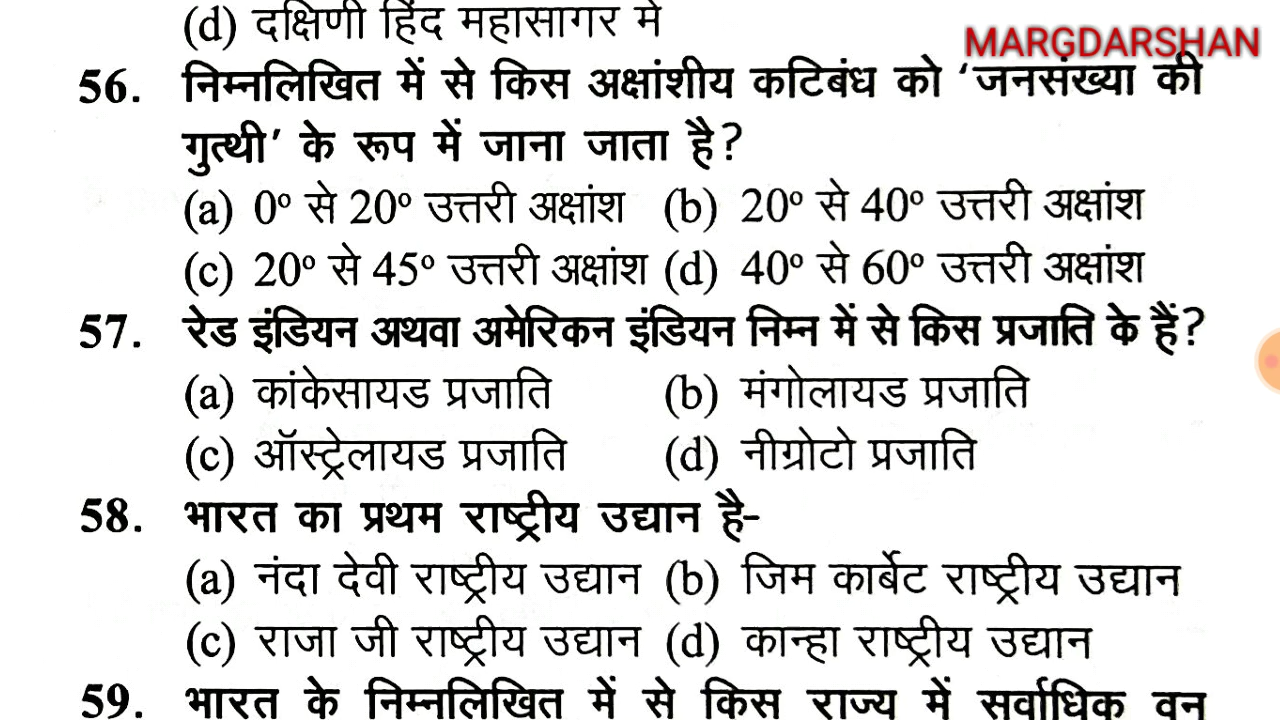 (d) दक्षिणी हिंद महासागर में
MARGDARSHAN
56. निम्नलिखित में से किस अक्षांशीय कटिबंध को ‘जनसंख्या की
गुत्थी’ के रूप में जाना जाता है?
(a) 0° से 20° उत्तरी अक्षांश (b) 20° से 40° उत्तरी अक्षांश
(c) 20° से 45° उत्तरी अक्षांश (d) 40° से 60° उत्तरी अक्षांश
57. रेड इंडियन अथवा अमेरिकन इंडियन निम्न में से किस प्रजाति के हैं?
(a) कांकेसायड प्रजाति (b) मंगोलायड प्रजाति
(c) ऑस्ट्रेलायड प्रजाति (d) नीग्रोटो प्रजाति
58. भारत का प्रथम राष्ट्रीय उद्यान है-
(a) नंदा देवी राष्ट्रीय उद्यान (b) जिम कार्बेट राष्ट्रीय उद्यान
(c) राजा जी राष्ट्रीय उद्यान (d) कान्हा राष्ट्रीय उद्यान
59. भारत के निम्नलिखित में से किस राज्य में सर्वाधिक वन